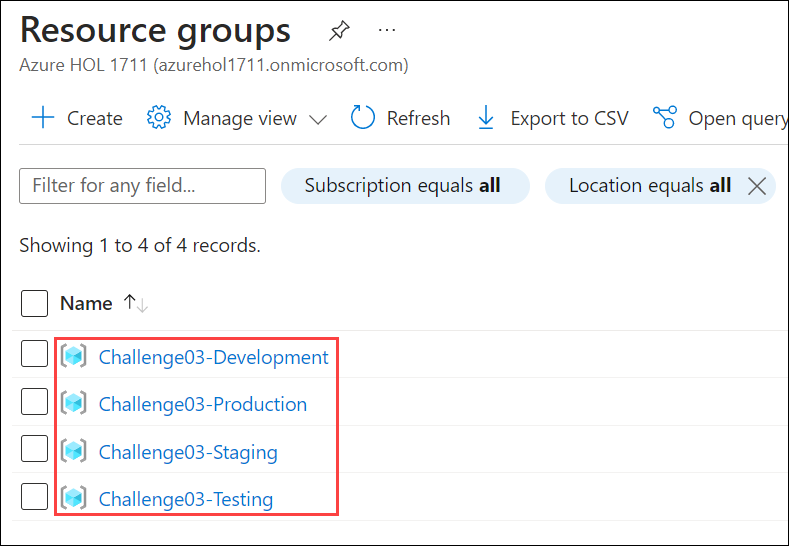 Resource groups
Azure HOL 1711 (azurehol1711.onmicrosoft.com)
Create Manage view Refresh Export to CSV Open query
Filter for any field... Subscription equals all Location equals all
Showing 1 to 4 of 4 records.
Name
Challenge03-Development
Challenge03-Production
Challenge03-Staging
Challenge03-Testing